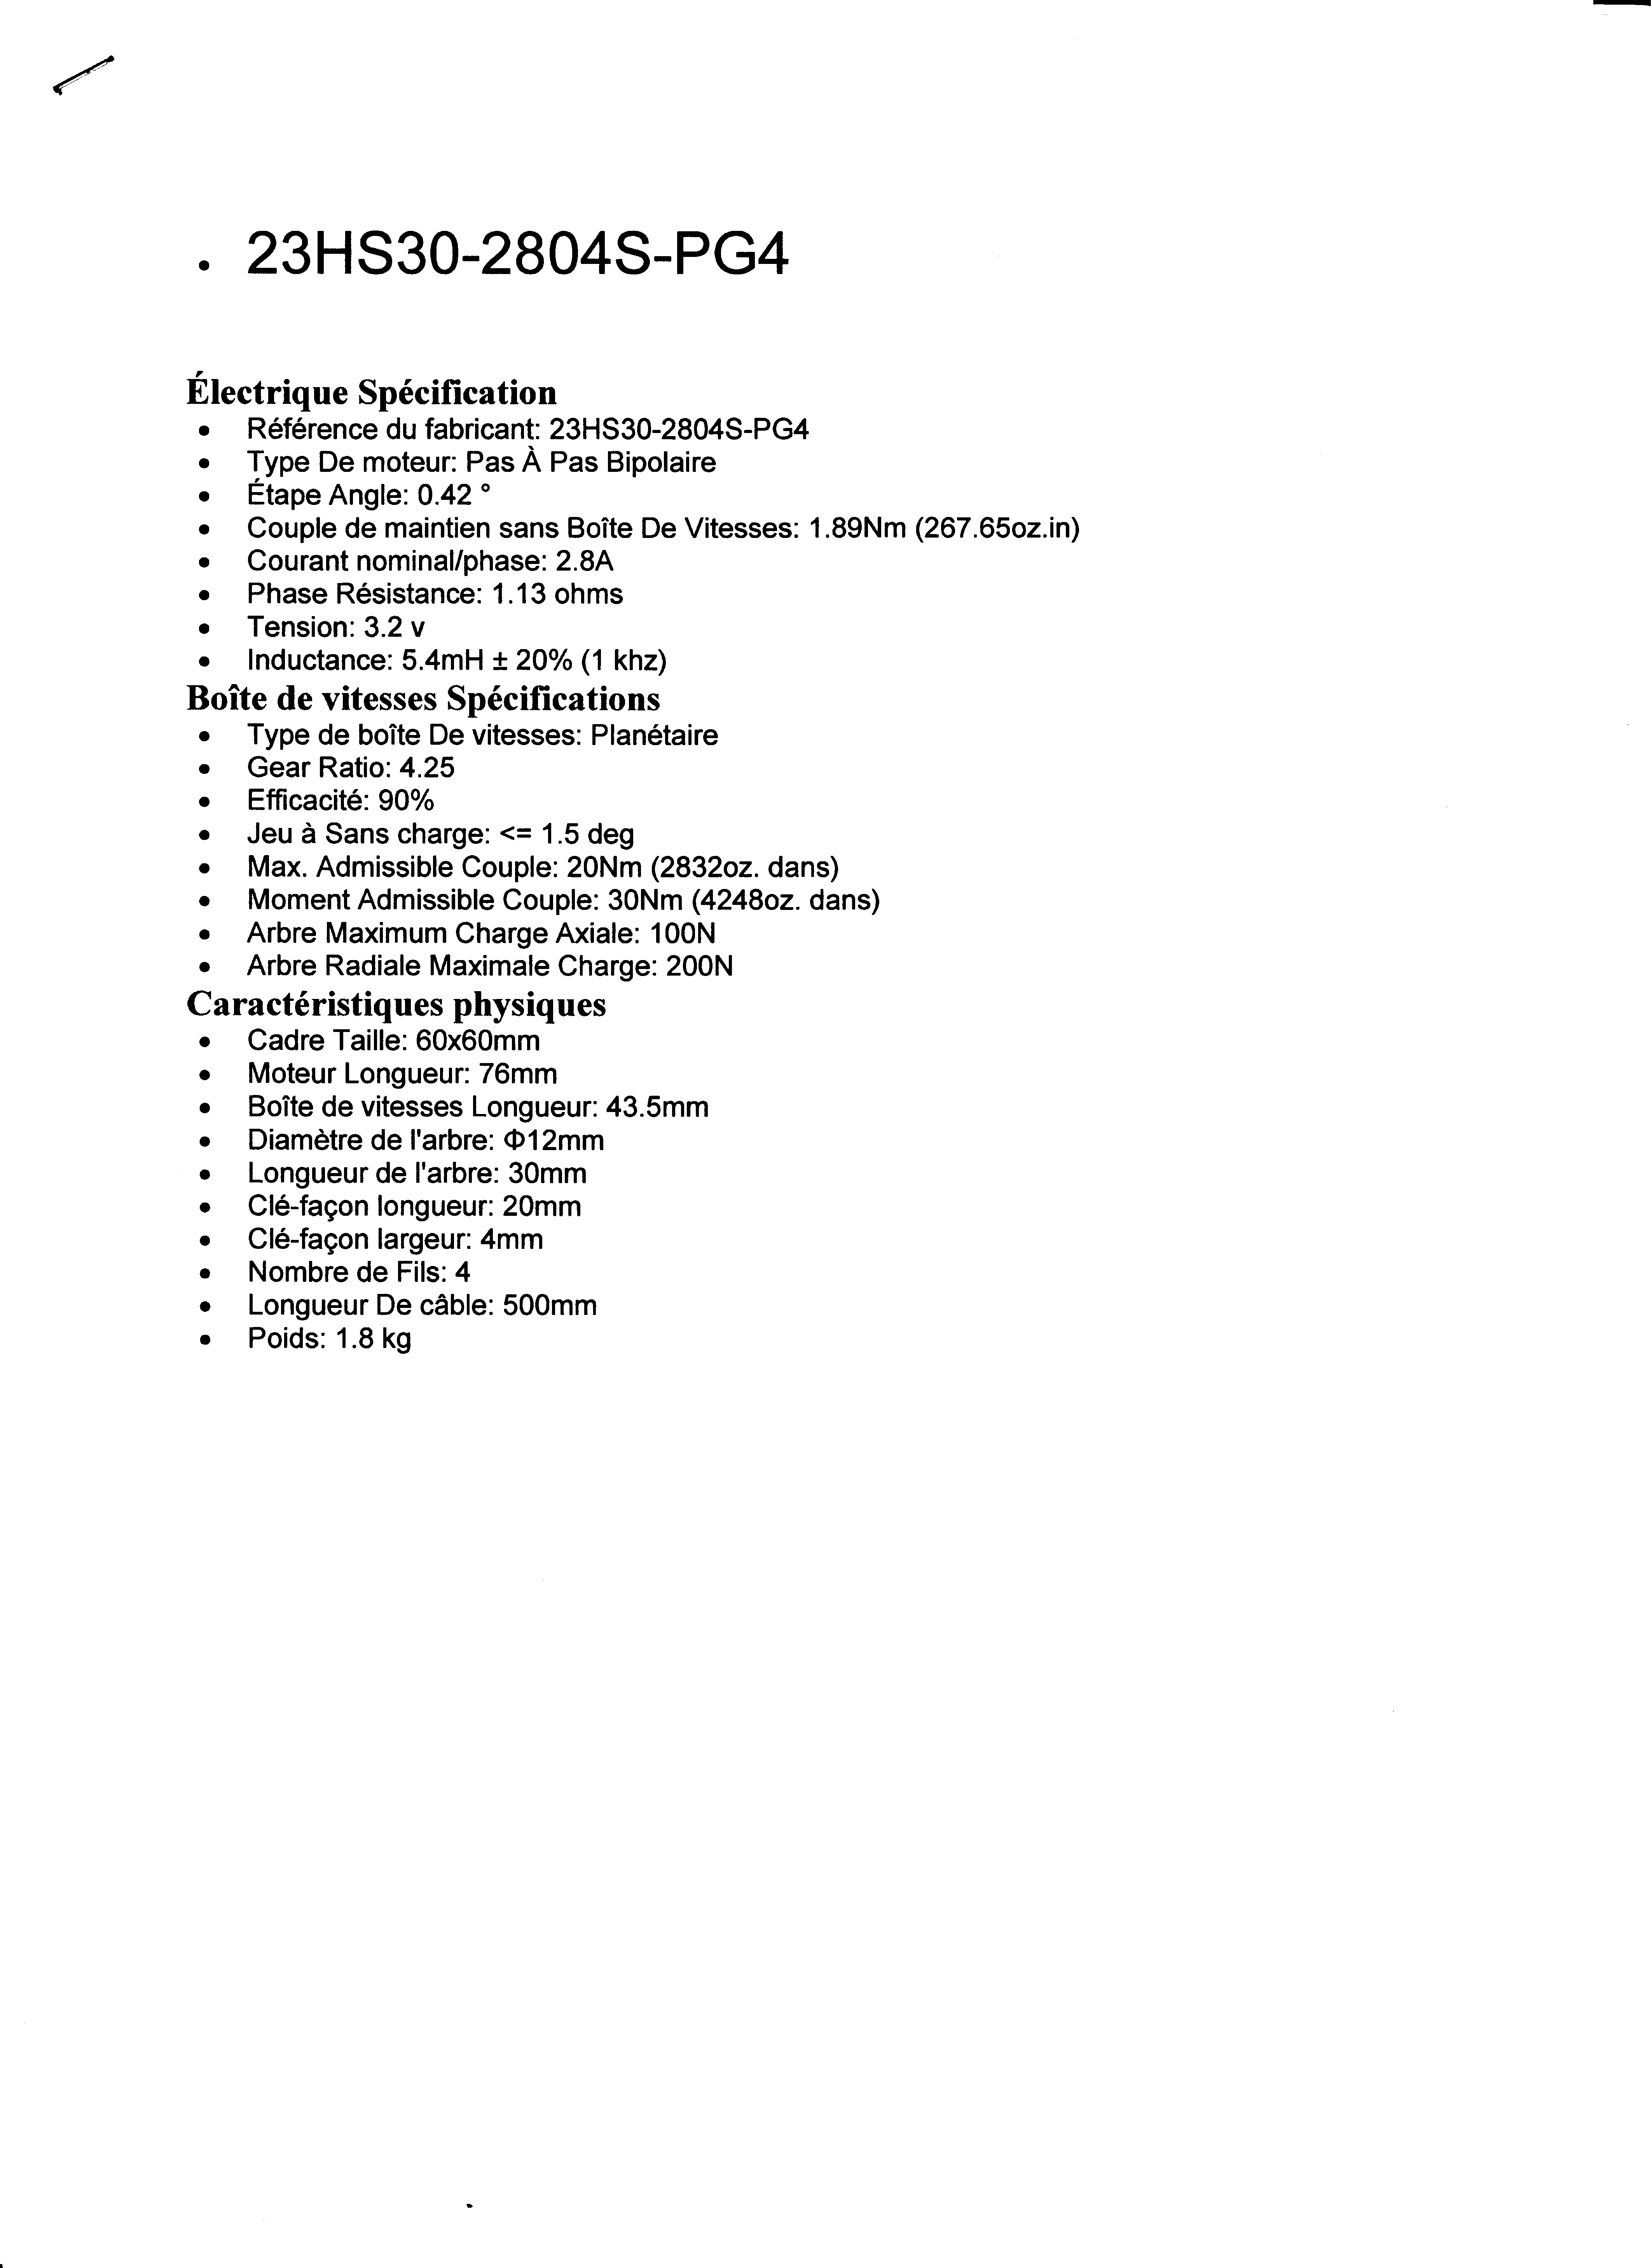 . 23HS30-2804S-PG4
Électrique Spécification
• Référence du fabricant: 23HS30-2804S-PG4
• Type De moteur: Pas À Pas Bipolaire
• Étape Angle: 0.42 °
• Couple de maintien sans Boîte De Vitesses: 1.89Nm (267.65oz.in)
• Courant nominal/phase: 2.8A
• Phase Résistance: 1.13 ohms
• Tension: 3.2 v
• Inductance: 5.4mH ± 20% (1 khz)
Boîte de vitesses Spécifications
• Type de boîte De vitesses: Planétaire
• Gear Ratio: 4.25
• Efficacité: 90%
• Jeu à Sans charge: <= 1.5 deg
• Max. Admissible Couple: 20Nm (2832oz. dans)
• Moment Admissible Couple: 30Nm (4248oz. dans)
• Arbre Maximum Charge Axiale: 100N
• Arbre Radiale Maximale Charge: 200N
Caractéristiques physiques
• Cadre Taille: 60x60mm
• Moteur Longueur: 76mm
• Boîte de vitesses Longueur: 43.5mm
• Diamètre de l'arbre: Φ12mm
• Longueur de l'arbre: 30mm
• Clé-façon longueur: 20mm
• Clé-façon largeur: 4mm
• Nombre de Fils: 4
• Longueur De câble: 500mm
• Poids: 1.8 kg